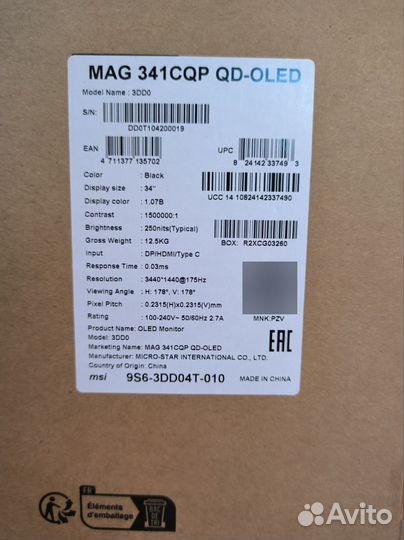 MAG 341CQP QD-OLED
Model Name : 3DD0
S/N:
DD0T104200019
EAN
4 711377 135702
UPC
8 24142 33749 3
UCC 14 10824142337490
BOX: R2XCG03260
Color : Black
Display size : 34"
Display color : 1.07B
Contrast : 1500000:1
Brightness : 250nits(Typical)
Gross Weight : 12.5KG
Input : DP/HDMI/Type C
Response Time : 0.03ms
Resolution : 3440*1440@175Hz
Viewing Angle : H: 178°, V: 178°
Pixel Pitch : 0.2315(H)x0.2315(V)mm
Rating : 100-240V~ 50/60Hz 2.7A
MNK:PZV
Product Name: OLED Monitor
Model: 3DD0
Marketing Name: MAG 341CQP QD-OLED
Manufacturer: MICRO-STAR INTERNATIONAL CO., LTD.
Country of Origin: China
EAC
msi 9S6-3DD04T-010 MADE IN CHINA
FR
Éléments
d'emballage
BAC
DE
TRI
Avito